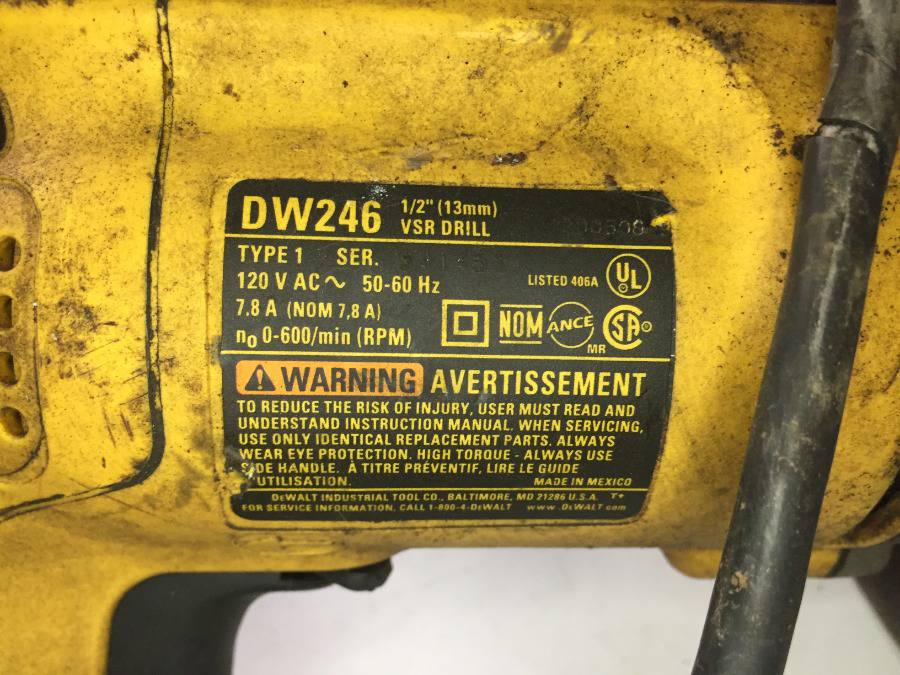 DW246 1/2" (13mm)
VSR DRILL
TYPE 1 SER.
120 V AC ~ 50-60 Hz
LISTED 406A UL
7.8 A (NOM 7,8 A)
NOM ANCE SA ®
MR
n0 0-600/min (RPM)
WARNING AVERTISSEMENT
TO REDUCE THE RISK OF INJURY, USER MUST READ AND
UNDERSTAND INSTRUCTION MANUAL. WHEN SERVICING,
USE ONLY IDENTICAL REPLACEMENT PARTS. ALWAYS
WEAR EYE PROTECTION. HIGH TORQUE - ALWAYS USE
SIDE HANDLE. À TITRE PRÉVENTIF, LIRE LE GUIDE
'UTILISATION. MADE IN MEXICO
DEWALT INDUSTRIAL TOOL CO., BALTIMORE, MD 21286 U.S.A. T+
FOR SERVICE INFORMATION, CALL 1-800-4-DEWALT www.DEWALT.com